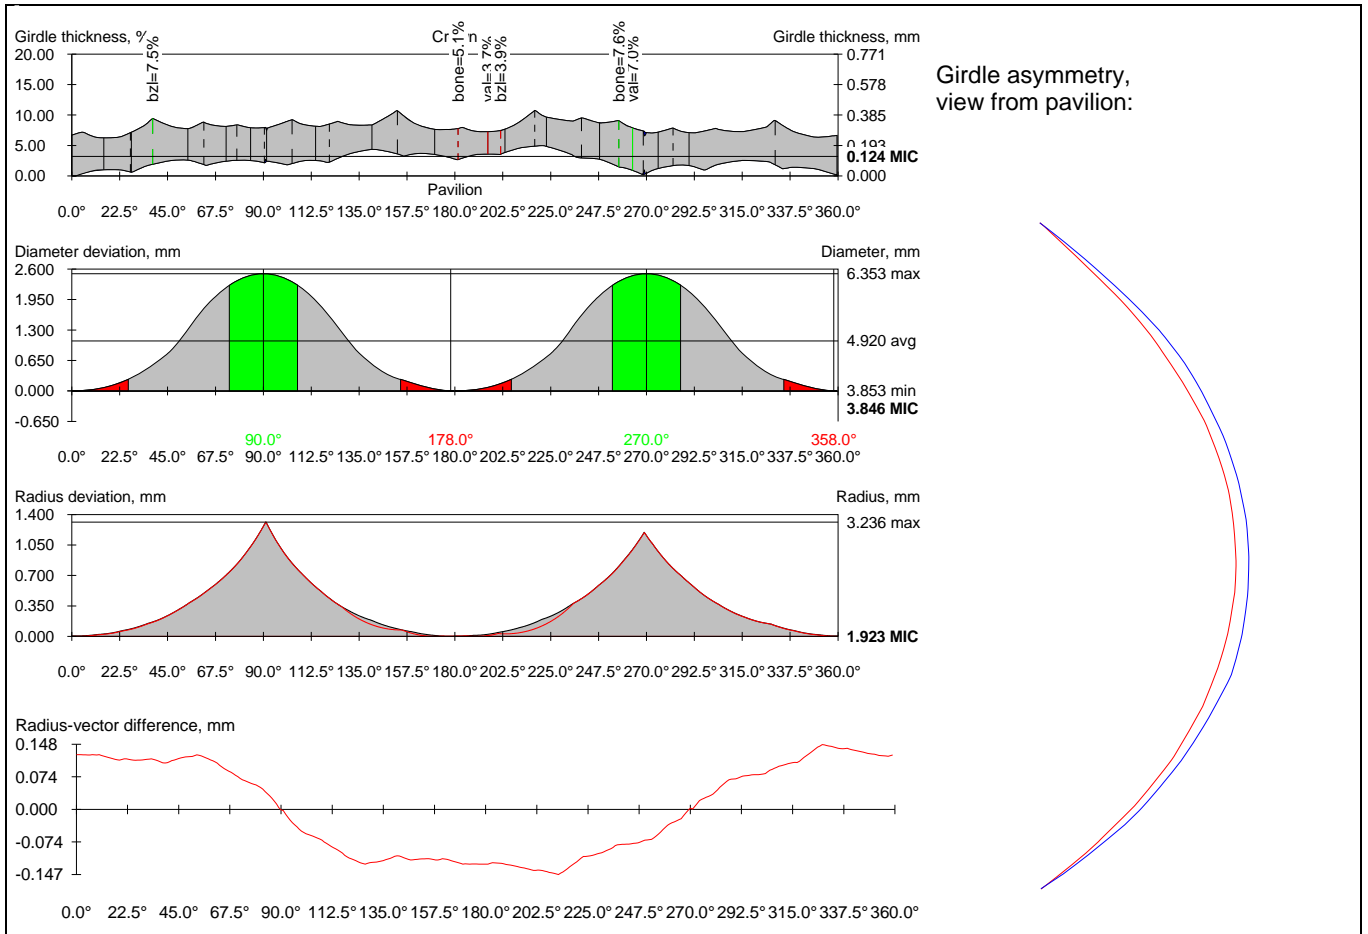 Girdle thickness, %
Crown
Girdle thickness, mm
bzl=7.5%
bone=5.1%
val=3.7%
bzl=3.9%
bone=7.6%
val=7.0%
20.00
15.00
10.00
5.00
0.00
0.771
0.578
0.385
0.193
0.124 MIC
0.000
Pavilion
0.0° 22.5° 45.0° 67.5° 90.0° 112.5° 135.0° 157.5° 180.0° 202.5° 225.0° 247.5° 270.0° 292.5° 315.0° 337.5° 360.0°
Girdle asymmetry,
view from pavilion:
Diameter deviation, mm
Diameter, mm
2.600
1.950
1.300
0.650
0.000
-0.650
6.353 max
4.920 avg
3.853 min
3.846 MIC
90.0° 178.0° 270.0° 358.0°
0.0° 22.5° 45.0° 67.5° 90.0° 112.5° 135.0° 157.5° 180.0° 202.5° 225.0° 247.5° 270.0° 292.5° 315.0° 337.5° 360.0°
Radius deviation, mm
Radius, mm
1.400
1.050
0.700
0.350
0.000
3.236 max
1.923 MIC
0.0° 22.5° 45.0° 67.5° 90.0° 112.5° 135.0° 157.5° 180.0° 202.5° 225.0° 247.5° 270.0° 292.5° 315.0° 337.5° 360.0°
Radius-vector difference, mm
0.148
0.074
0.000
-0.074
-0.147
0.0° 22.5° 45.0° 67.5° 90.0° 112.5° 135.0° 157.5° 180.0° 202.5° 225.0° 247.5° 270.0° 292.5° 315.0° 337.5° 360.0°